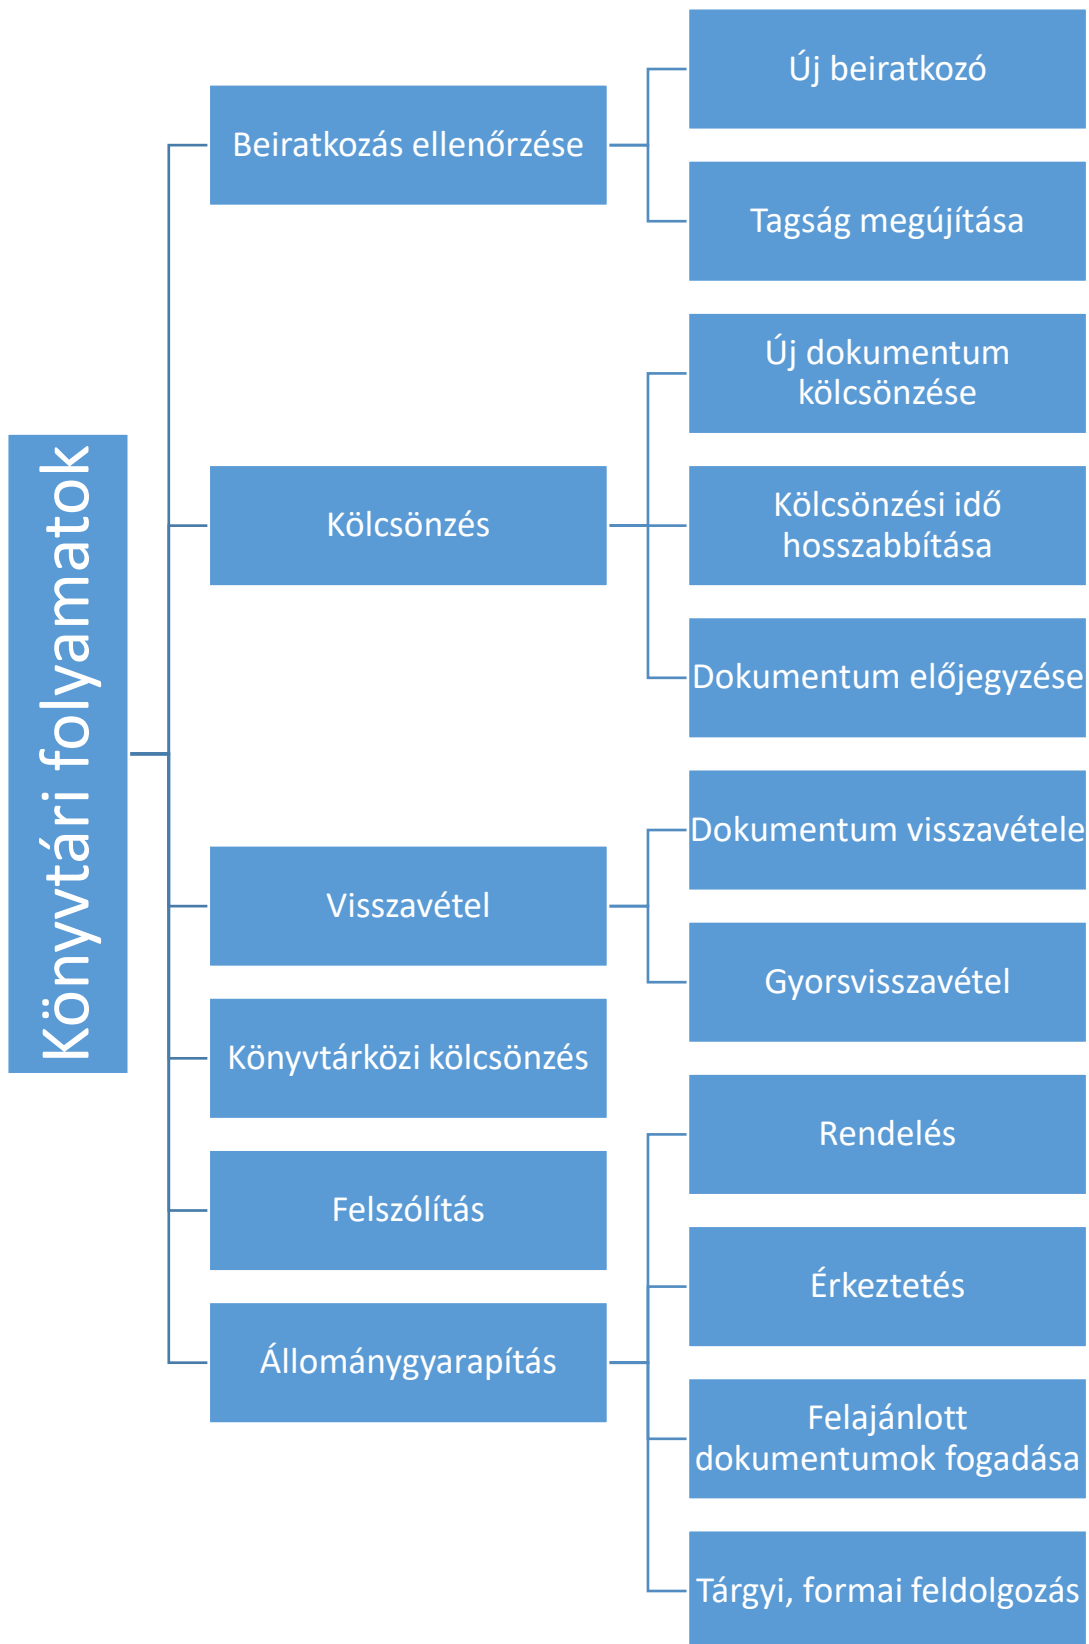 Könyvtári folyamatok
Beiratkozás ellenőrzése
Új beiratkozó
Tagság megújítása
Kölcsönzés
Új dokumentum
kölcsönzése
Kölcsönzési idő
hosszabbítása
Dokumentum előjegyzése
Visszavétel
Dokumentum visszavétele
Gyorsvisszavétel
Könyvtárközi kölcsönzés
Felszólítás
Állománygyarapítás
Rendelés
Érkeztetés
Felajánlott
dokumentumok fogadása
Tárgyi, formai feldolgozás